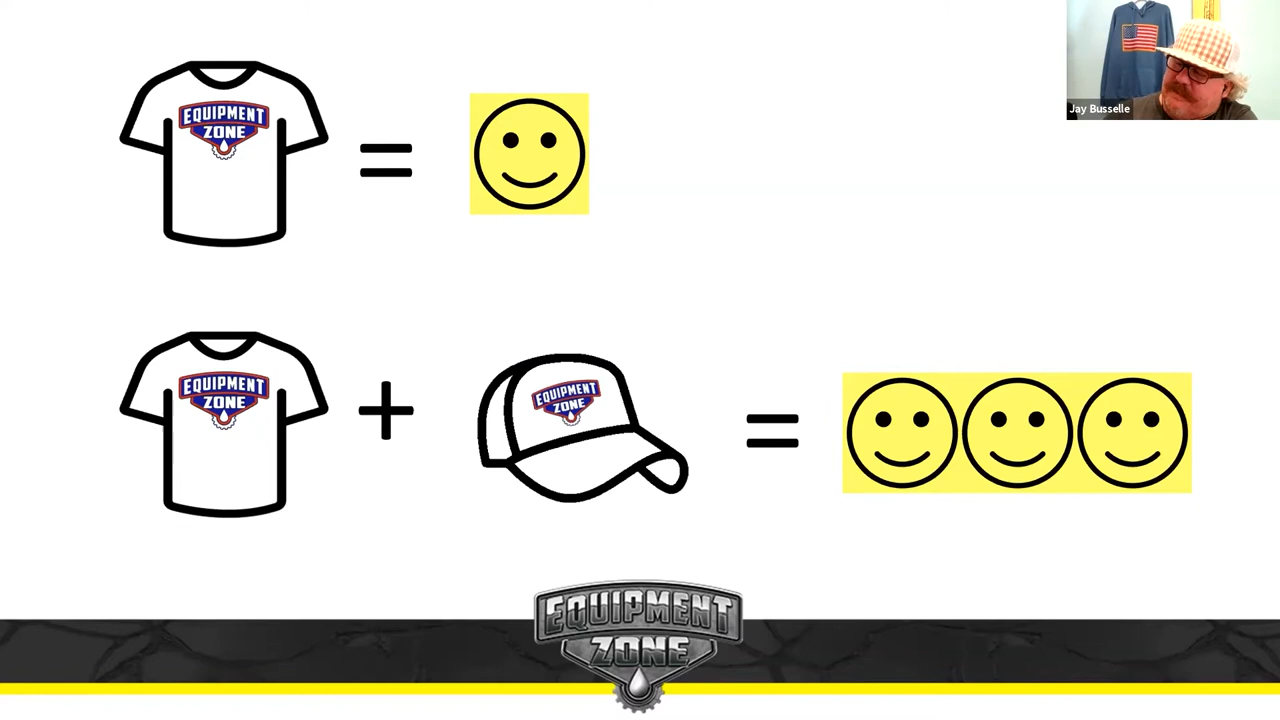 EQUIPMENT
ZONE
=
Jay Busselle
EQUIPMENT
ZONE
+
EQUIPMENT
ZONE
=
EQUIPMENT
ZONE